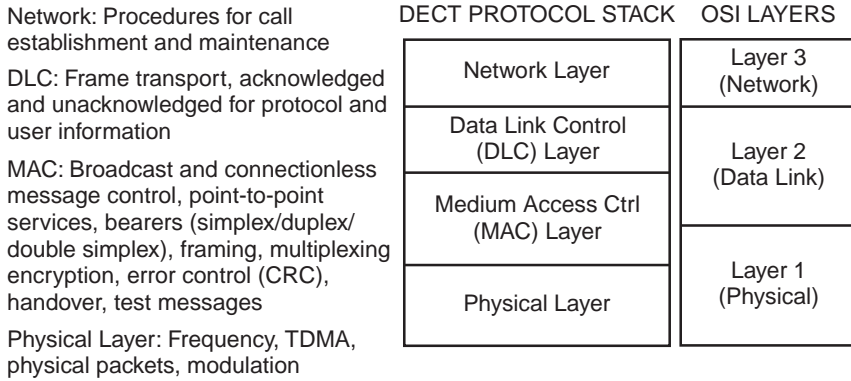 Network: Procedures for call
establishment and maintenance
DLC: Frame transport, acknowledged
and unacknowledged for protocol and
user information
MAC: Broadcast and connectionless
message control, point-to-point
services, bearers (simplex/duplex/
double simplex), framing, multiplexing
encryption, error control (CRC),
handover, test messages
Physical Layer: Frequency, TDMA,
physical packets, modulation
DECT PROTOCOL STACK
Network Layer
Data Link Control
(DLC) Layer
Medium Access Ctrl
(MAC) Layer
Physical Layer
OSI LAYERS
Layer 3
(Network)
Layer 2
(Data Link)
Layer 1
(Physical)